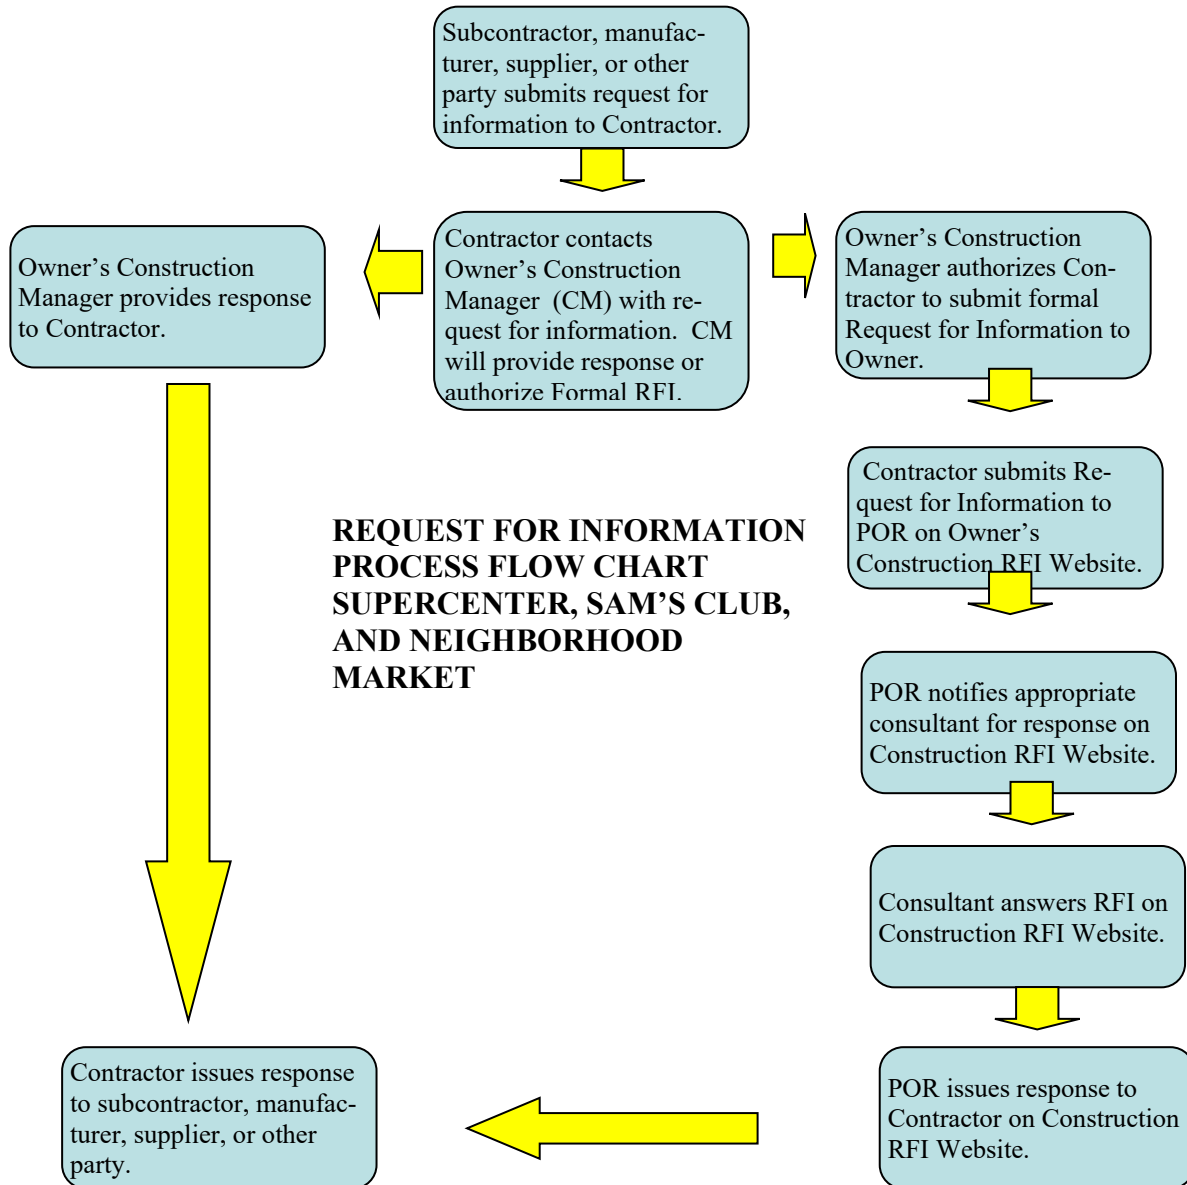 Subcontractor, manufac-
turer, supplier, or other
party submits request for
information to Contractor.
Owner’s Construction
Manager provides response
to Contractor.
Contractor contacts
Owner’s Construction
Manager (CM) with re-
quest for information. CM
will provide response or
authorize Formal RFI.
Owner’s Construction
Manager authorizes Con-
tractor to submit formal
Request for Information to
Owner.
Contractor submits Re-
quest for Information to
POR on Owner’s
Construction RFI Website.
REQUEST FOR INFORMATION
PROCESS FLOW CHART
SUPERCENTER, SAM’S CLUB,
AND NEIGHBORHOOD
MARKET
POR notifies appropriate
consultant for response on
Construction RFI Website.
Consultant answers RFI on
Construction RFI Website.
POR issues response to
Contractor on Construction
RFI Website.
Contractor issues response
to subcontractor, manufac-
turer, supplier, or other
party.